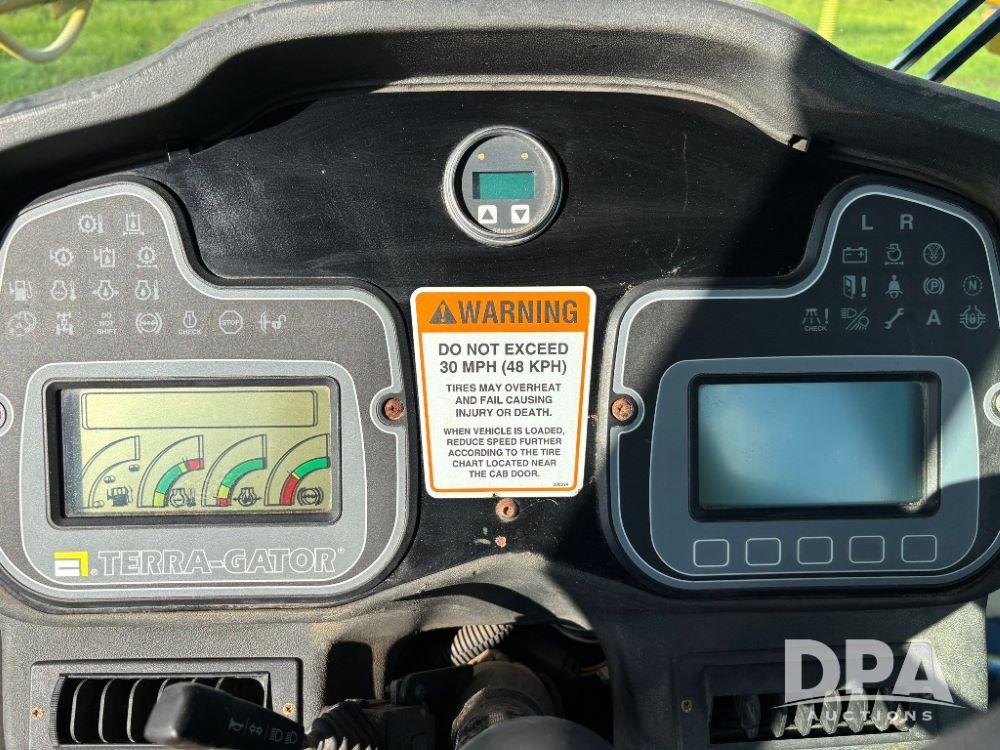 L R
CHECK
DO NOT SHIFT
CHECK
STOP
P
N
A
WARNING
DO NOT EXCEED
30 MPH (48 KPH)
TIRES MAY OVERHEAT
AND FAIL CAUSING
INJURY OR DEATH.
WHEN VEHICLE IS LOADED,
REDUCE SPEED FURTHER
ACCORDING TO THE TIRE
CHART LOCATED NEAR
THE CAB DOOR.
TERRA-GATOR®
DPA
AUCTIONS